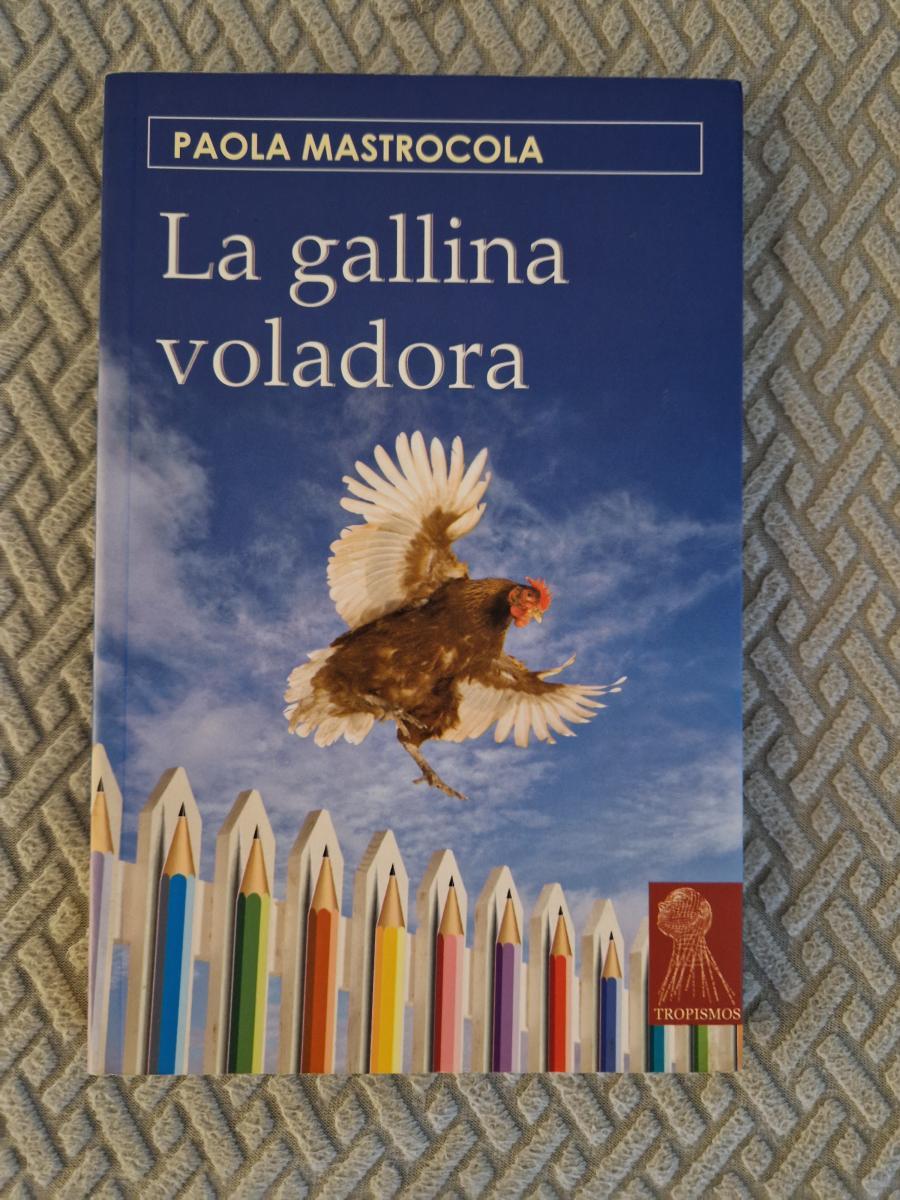 PAOLA MASTROCOLA
La gallina
voladora
TROPISMOS